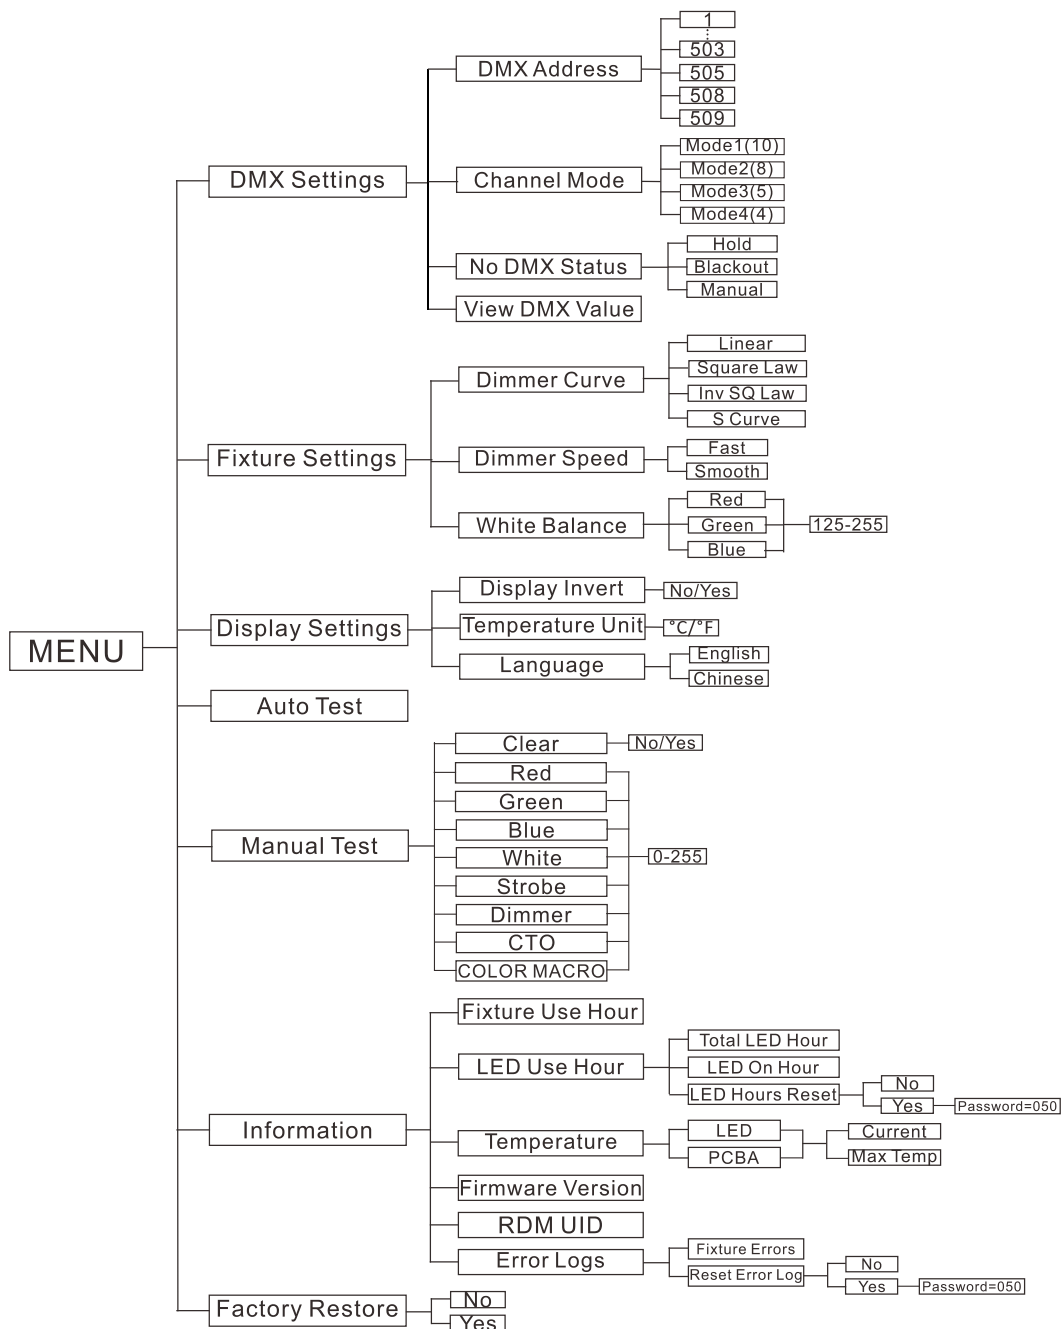 MENU
DMX Settings
DMX Address
1
503
505
508
509
Channel Mode
Mode1(10)
Mode2(8)
Mode3(5)
Mode4(4)
No DMX Status
Hold
Blackout
Manual
View DMX Value
Fixture Settings
Dimmer Curve
Linear
Square Law
Inv SQ Law
S Curve
Dimmer Speed
Fast
Smooth
White Balance
Red
Green
Blue
125-255
Display Settings
Display Invert
No/Yes
Temperature Unit
°C/°F
Language
English
Chinese
Auto Test
Manual Test
Clear
No/Yes
Red
Green
Blue
White
Strobe
Dimmer
CTO
COLOR MACRO
0-255
Information
Fixture Use Hour
LED Use Hour
Total LED Hour
LED On Hour
LED Hours Reset
No
Yes
Password=050
Temperature
LED
PCBA
Current
Max Temp
Firmware Version
RDM UID
Error Logs
Fixture Errors
Reset Error Log
No
Yes
Password=050
Factory Restore
No
Yes